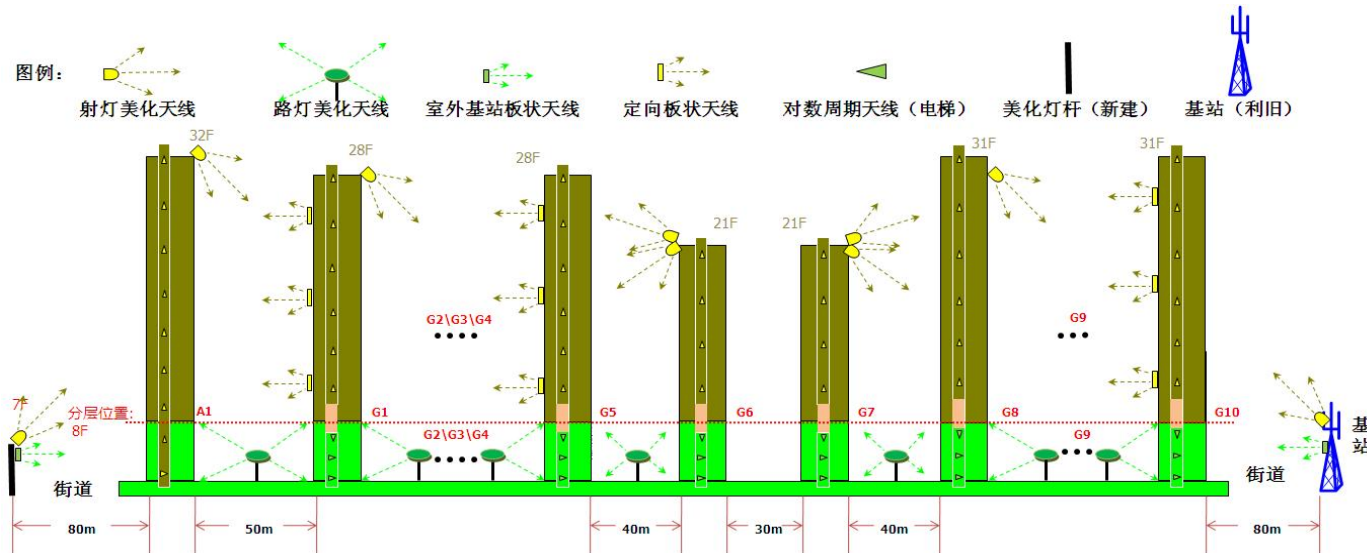 图例：
射灯美化天线 路灯美化天线 室外基站板状天线 定向板状天线 对数周期天线（电梯） 美化灯杆（新建） 基站（利旧）
32F 28F 28F 21F 21F 31F 31F
G2\G3\G4 G9
7F 分层位置：
8F
A1 G1 G5 G6 G7 G8 G10
G2\G3\G4 G9
基站
街道 街道
80m 50m 40m 30m 40m 80m